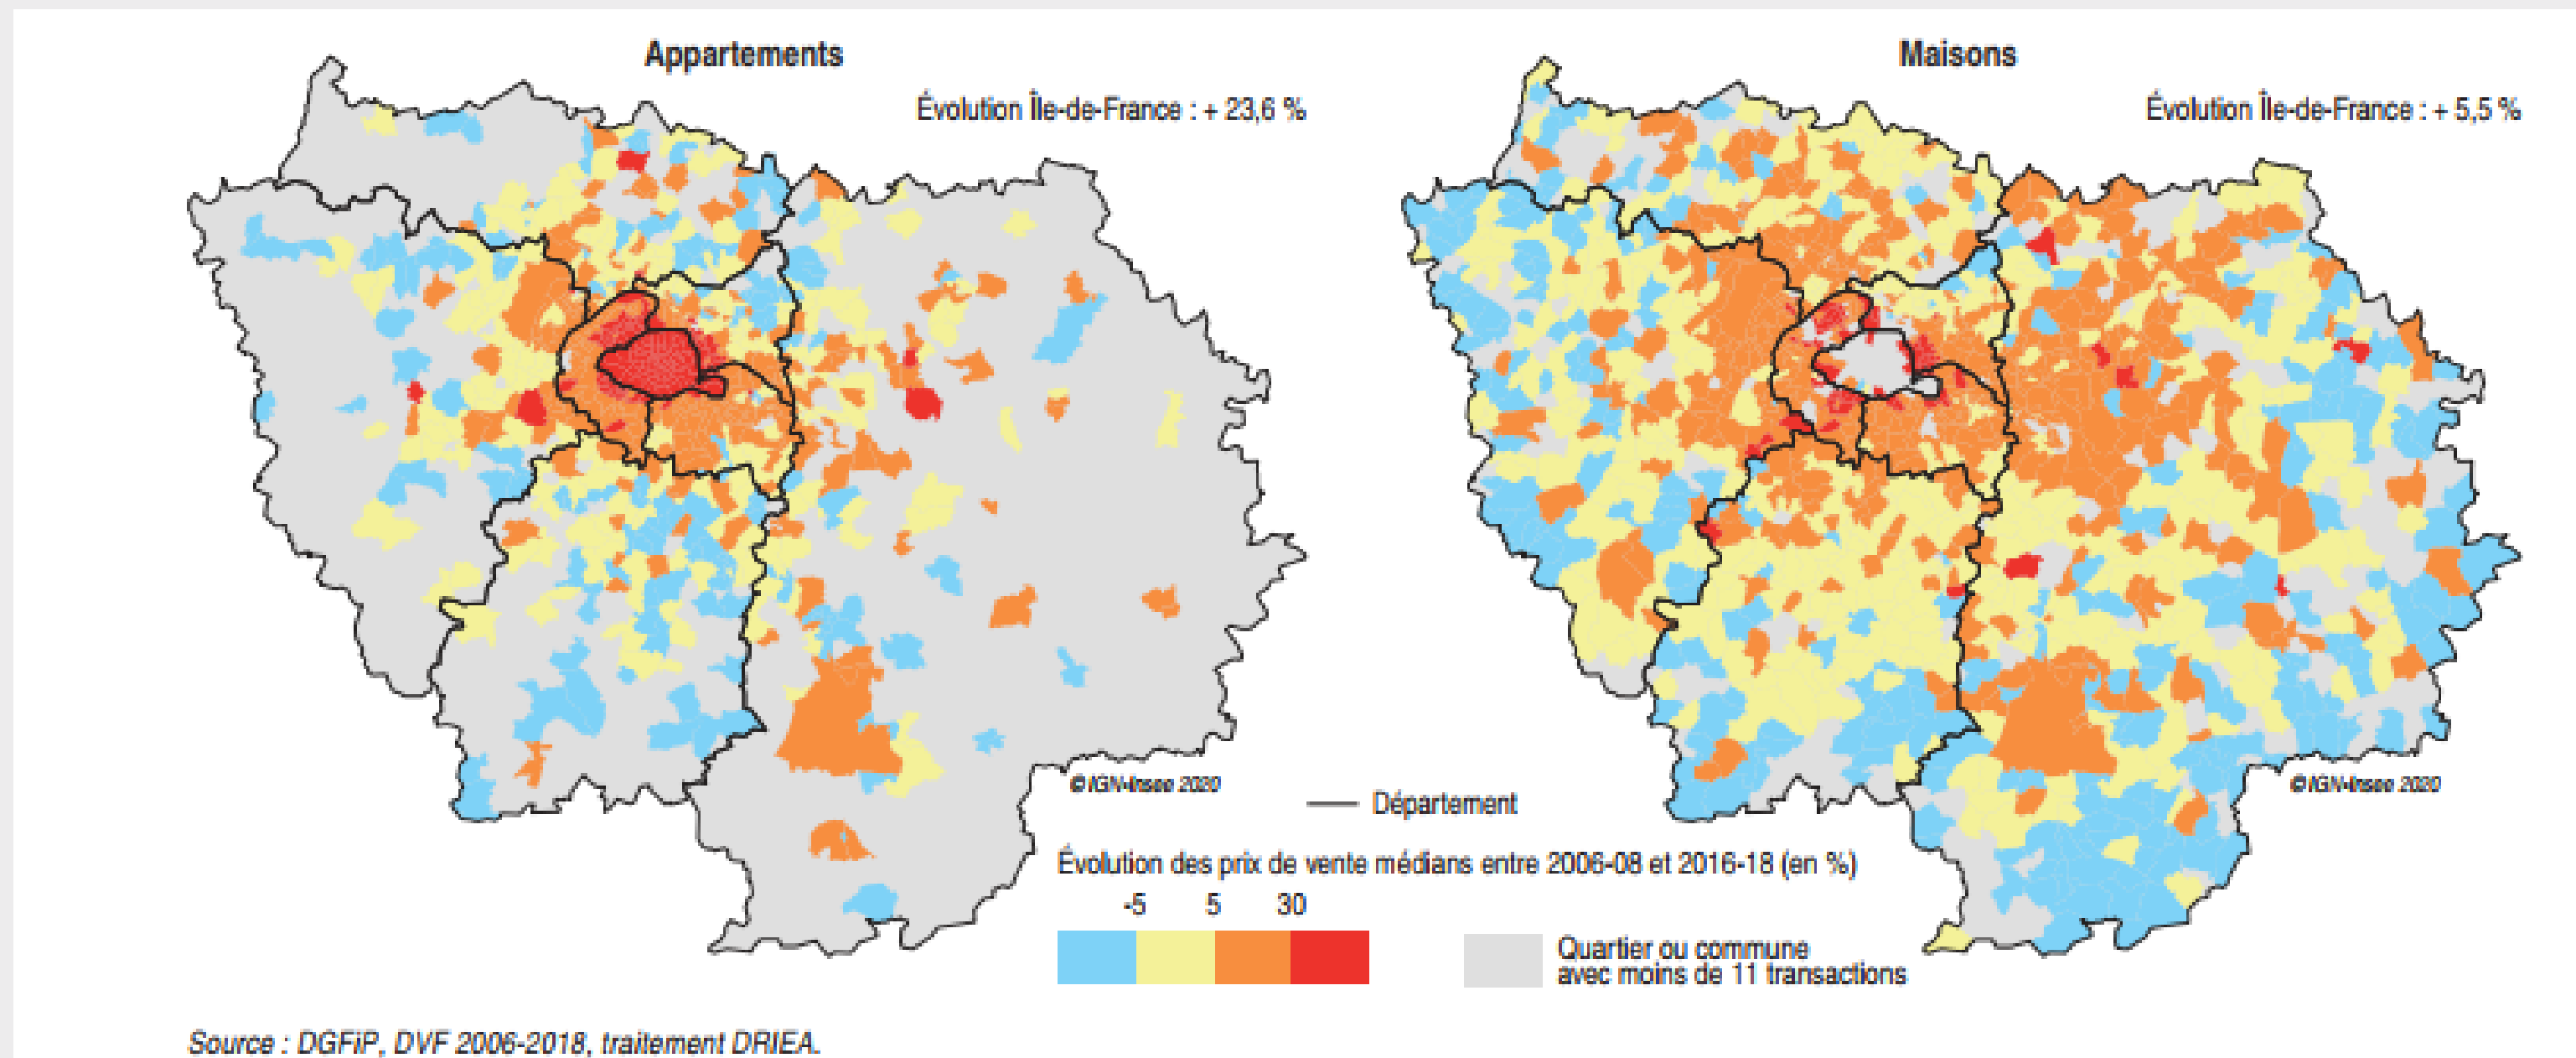 Appartements
Évolution Île-de-France : + 23,6 %
Maisons
Évolution Île-de-France : + 5,5 %
© IGN-Insee 2020
© IGN-Insee 2020
Département
Évolution des prix de vente médians entre 2006-08 et 2016-18 (en %)
-5 5 30
Quartier ou commune
avec moins de 11 transactions
Source : DGFiP, DVF 2006-2018, traitement DRIEA.